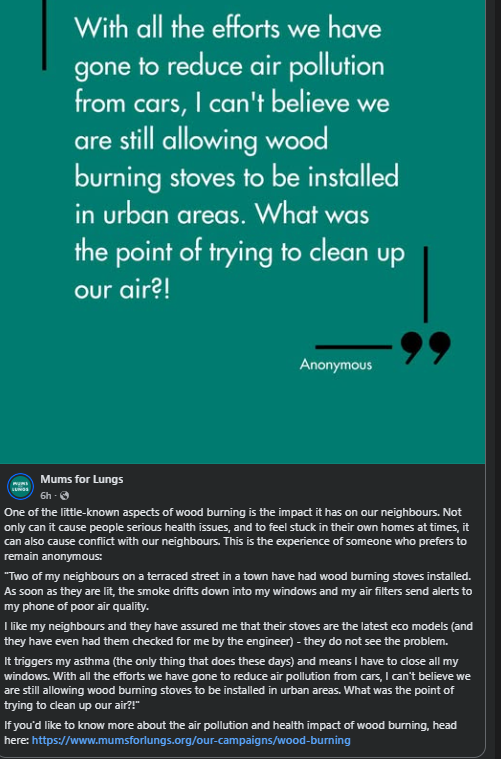 With all the efforts we have
gone to reduce air pollution
from cars, I can't believe we
are still allowing wood
burning stoves to be installed
in urban areas. What was
the point of trying to clean up
our air?!
”
Anonymous
MUMS
for
LUNGS
Mums for Lungs
6h ·
One of the little-known aspects of wood burning is the impact it has on our neighbours. Not
only can it cause people serious health issues, and to feel stuck in their own homes at times, it
can also cause conflict with our neighbours. This is the experience of someone who prefers to
remain anonymous:
"Two of my neighbours on a terraced street in a town have had wood burning stoves installed.
As soon as they are lit, the smoke drifts down into my windows and my air filters send alerts to
my phone of poor air quality.
I like my neighbours and they have assured me that their stoves are the latest eco models (and
they have even had them checked for me by the engineer) - they do not see the problem.
It triggers my asthma (the only thing that does these days) and means I have to close all my
windows. With all the efforts we have gone to reduce air pollution from cars, I can't believe we
are still allowing wood burning stoves to be installed in urban areas. What was the point of
trying to clean up our air?!"
If you'd like to know more about the air pollution and health impact of wood burning, head
here: https://www.mumsforlungs.org/our-campaigns/wood-burning